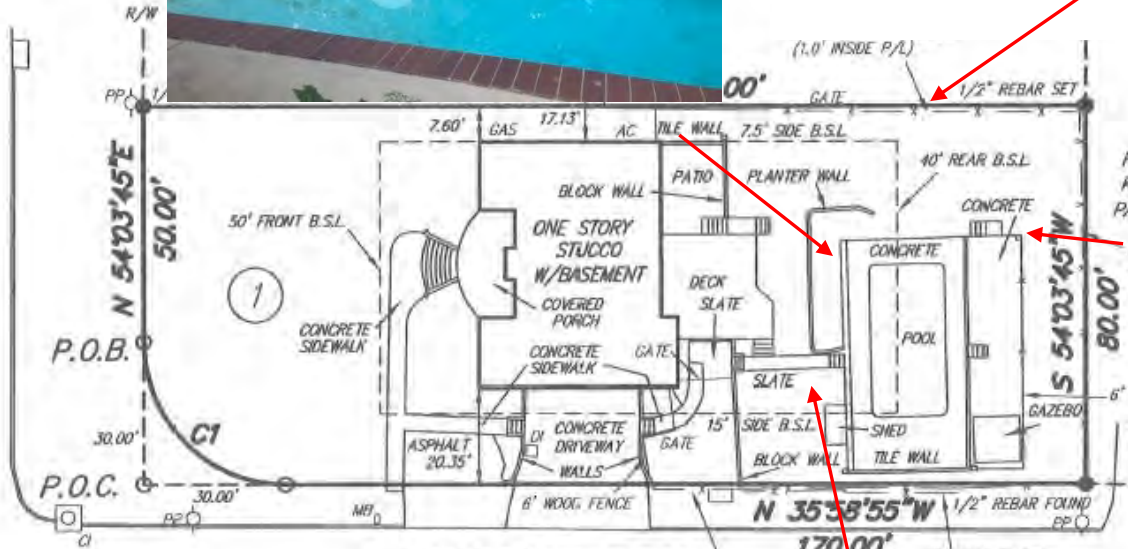 R/W
(1.0' INSIDE P/L)
PP
00'
GATE
1/2" REBAR SET
7.60'
GAS
17.13'
AC
TILE WALL
7.5' SIDE B.S.L
N 54°03'45"E
50.00'
PATIO
PLANTER WALL
40' REAR B.S.L
BLOCK WALL
CONCRETE
50' FRONT B.S.L
ONE STORY
STUCCO
W/BASEMENT
CONCRETE
DECK
SLATE
1
COVERED
PORCH
CONCRETE
SIDEWALK
POOL
S 54°03'45"W
80.00'
P.O.B.
CONCRETE
SIDEWALK
GATE
SLATE
6'
GAZEBO
30.00'
C1
ASPHALT
20.35'
DI
CONCRETE
DRIVEWAY
GATE
15'
SIDE B.S.L
SHED
WALLS
BLOCK WALL
TILE WALL
P.O.C.
30.00'
6' WOOD FENCE
N 35°58'55"W
1/2" REBAR FOUND
MB
PP
CI
170.00'